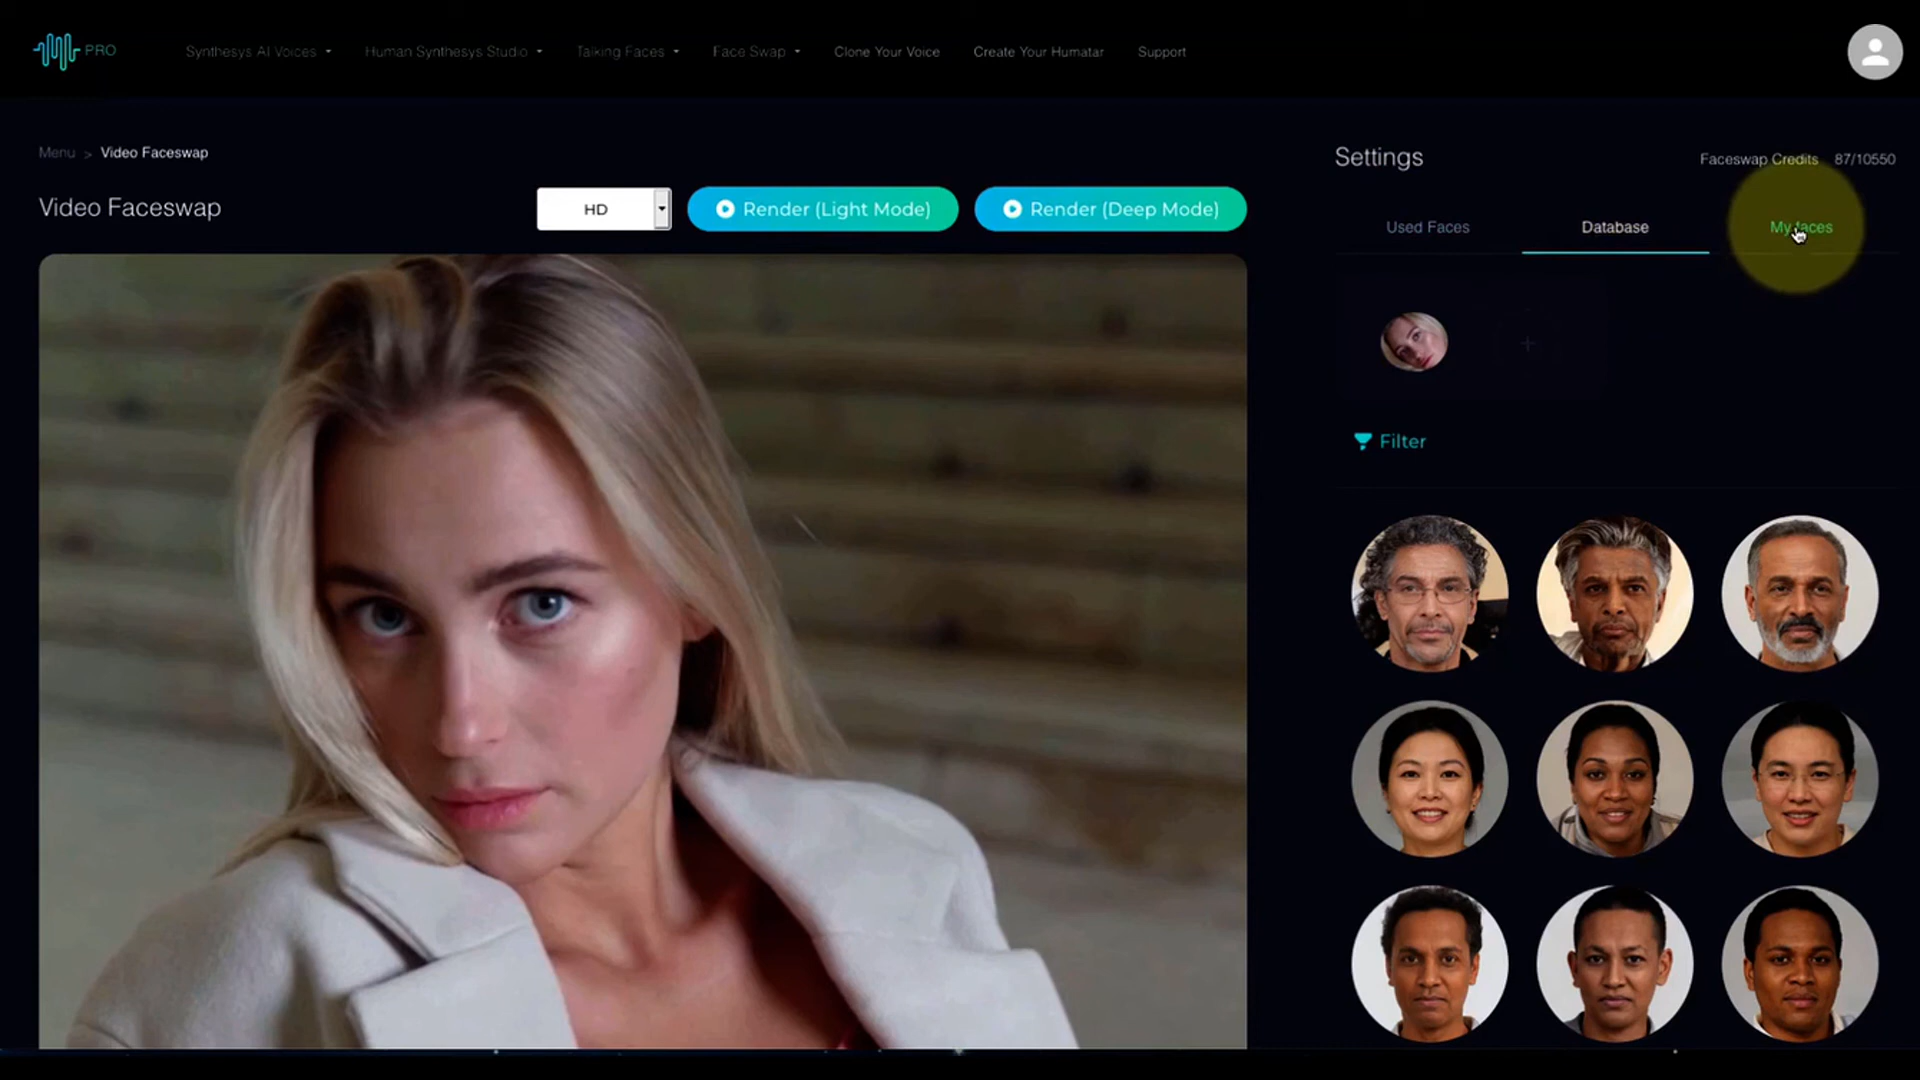 PRO
Synthesys AI Voices
Human Synthesys Studio
Talking Faces
Face Swap
Clone Your Voice
Create Your Humatar
Support
Menu > Video Faceswap
Video Faceswap
HD
Render (Light Mode)
Render (Deep Mode)
Settings
Faceswap Credits 87/10550
Used Faces
Database
My faces
+
Filter